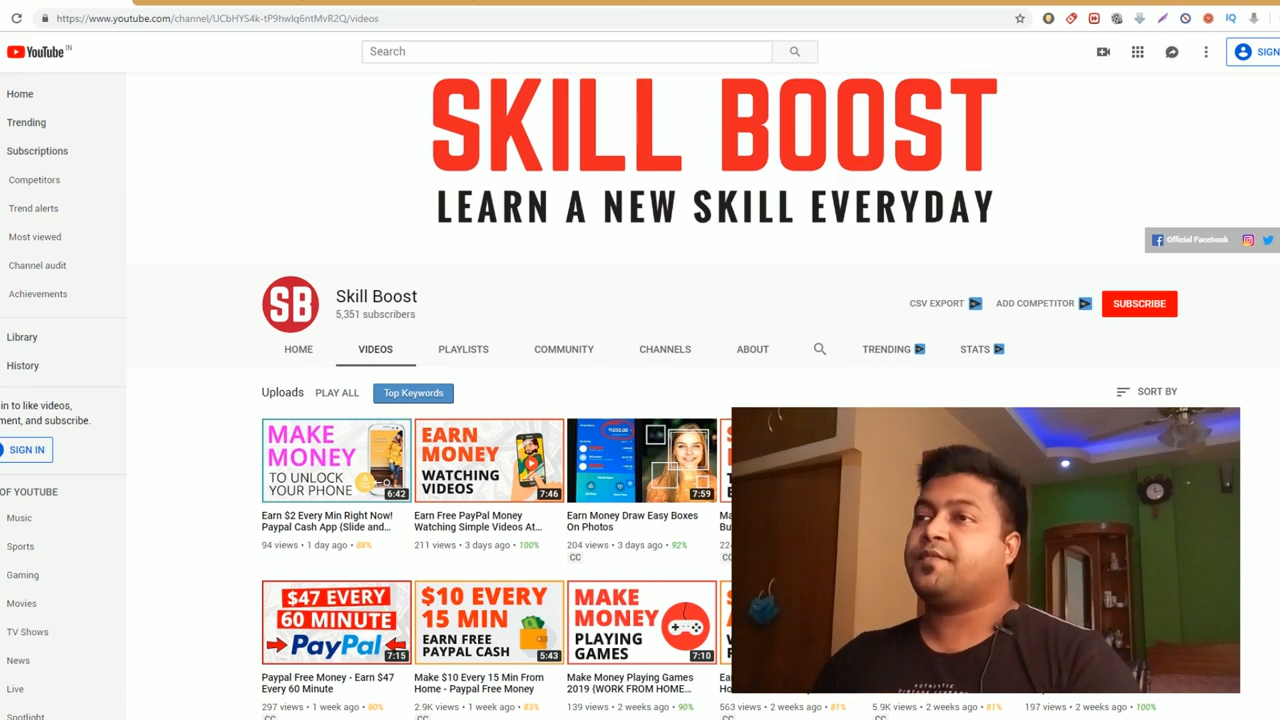 https://www.youtube.com/channel/UCbHYS4k-tP9hwIq6ntMvR2Q/videos
IQ
YouTube IN
Search
SIGN
Home
Trending
Subscriptions
Competitors
Trend alerts
Most viewed
Channel audit
Achievements
Library
History
in to like videos,
ment, and subscribe.
SIGN IN
OF YOUTUBE
Music
Sports
Gaming
Movies
TV Shows
News
Live
Spotlight
SKILL BOOST
LEARN A NEW SKILL EVERYDAY
Official Facebook
SB
Skill Boost
5,351 subscribers
CSV EXPORT
ADD COMPETITOR
SUBSCRIBE
HOME
VIDEOS
PLAYLISTS
COMMUNITY
CHANNELS
ABOUT
TRENDING
STATS
Uploads
PLAY ALL
Top Keywords
SORT BY
MAKE
MONEY
TO UNLOCK
YOUR PHONE
6:42
Earn $2 Every Min Right Now!
Paypal Cash App {Slide and...
94 views • 1 day ago • 88%
EARN
MONEY
WATCHING
VIDEOS
7:46
Earn Free PayPal Money
Watching Simple Videos At...
211 views • 3 days ago • 100%
7:59
Earn Money Draw Easy Boxes
On Photos
204 views • 3 days ago • 92%
CC
$47 EVERY
60 MINUTE
PayPal
7:15
Paypal Free Money - Earn $47
Every 60 Minute
297 views • 1 week ago • 80%
CC
$10 EVERY
15 MIN
EARN FREE
PAYPAL CASH
5:43
Make $10 Every 15 Min From
Home - Paypal Free Money
2.9K views • 1 week ago • 83%
CC
MAKE
MONEY
PLAYING
GAMES
7:10
Make Money Playing Games
2019 {WORK FROM HOME...
139 views • 2 weeks ago • 90%
563 views • 2 weeks ago • 81%
CC
5.9K views • 2 weeks ago • 81%
CC
197 views • 2 weeks ago • 100%